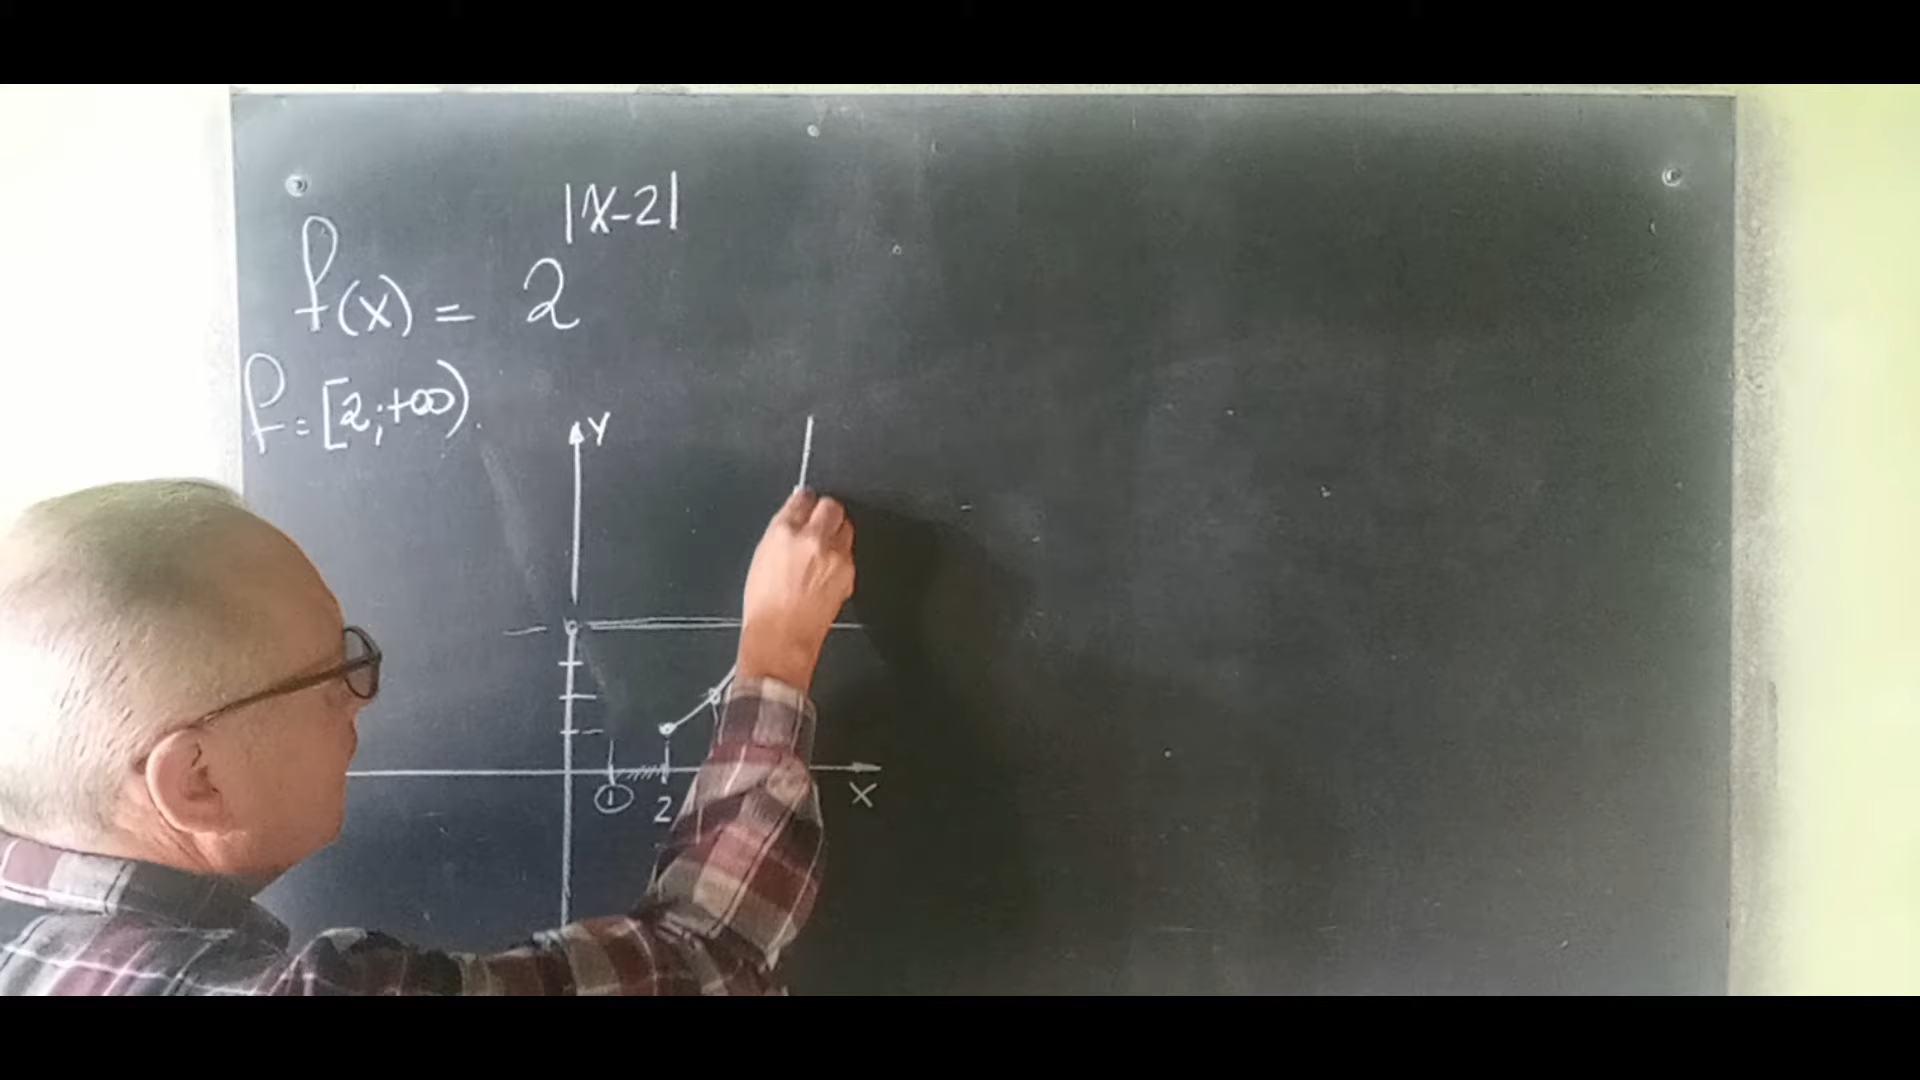 f(x) = 2^|x-2|
f = [2;+∞).
Y
① 2
X